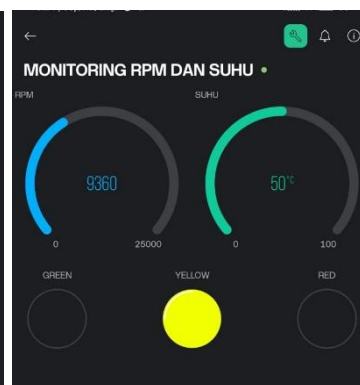 MONITORING RPM DAN SUHU
RPM
SUHU
9360
50°C
0
25000
0
100
GREEN
YELLOW
RED